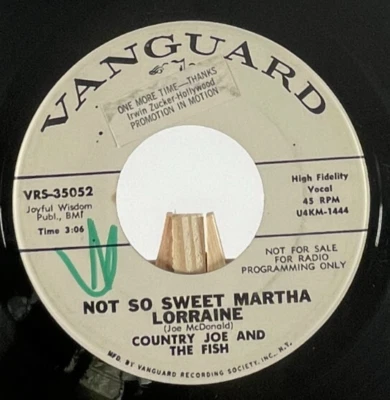 VANGUARD
ONE MORE TIME—THANKS
Irwin Zucker-Hollywood
PROMOTION IN MOTION
VRS-35052
Joyful Wisdom
Publ., BMI
Time 3:06
High Fidelity
Vocal
45 RPM
U4KM-1444
NOT FOR SALE
FOR RADIO
PROGRAMMING ONLY
NOT SO SWEET MARTHA
LORRAINE
(Joe McDonald)
COUNTRY JOE AND
THE FISH
MFD. BY VANGUARD RECORDING SOCIETY, INC., N.Y.